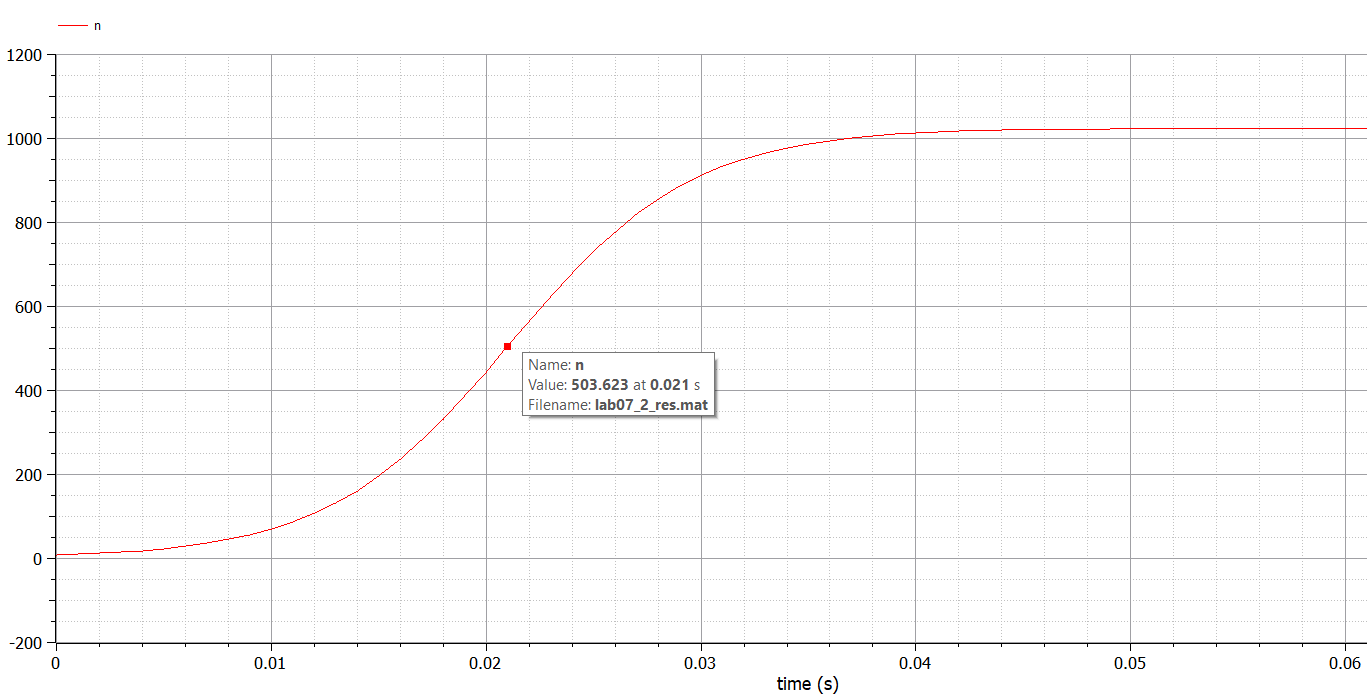 n
1200
1000
800
600
400
200
0
-200
Name: n
Value: 503.623 at 0.021 s
Filename: lab07_2_res.mat
0 0.01 0.02 0.03 0.04 0.05 0.06
time (s)